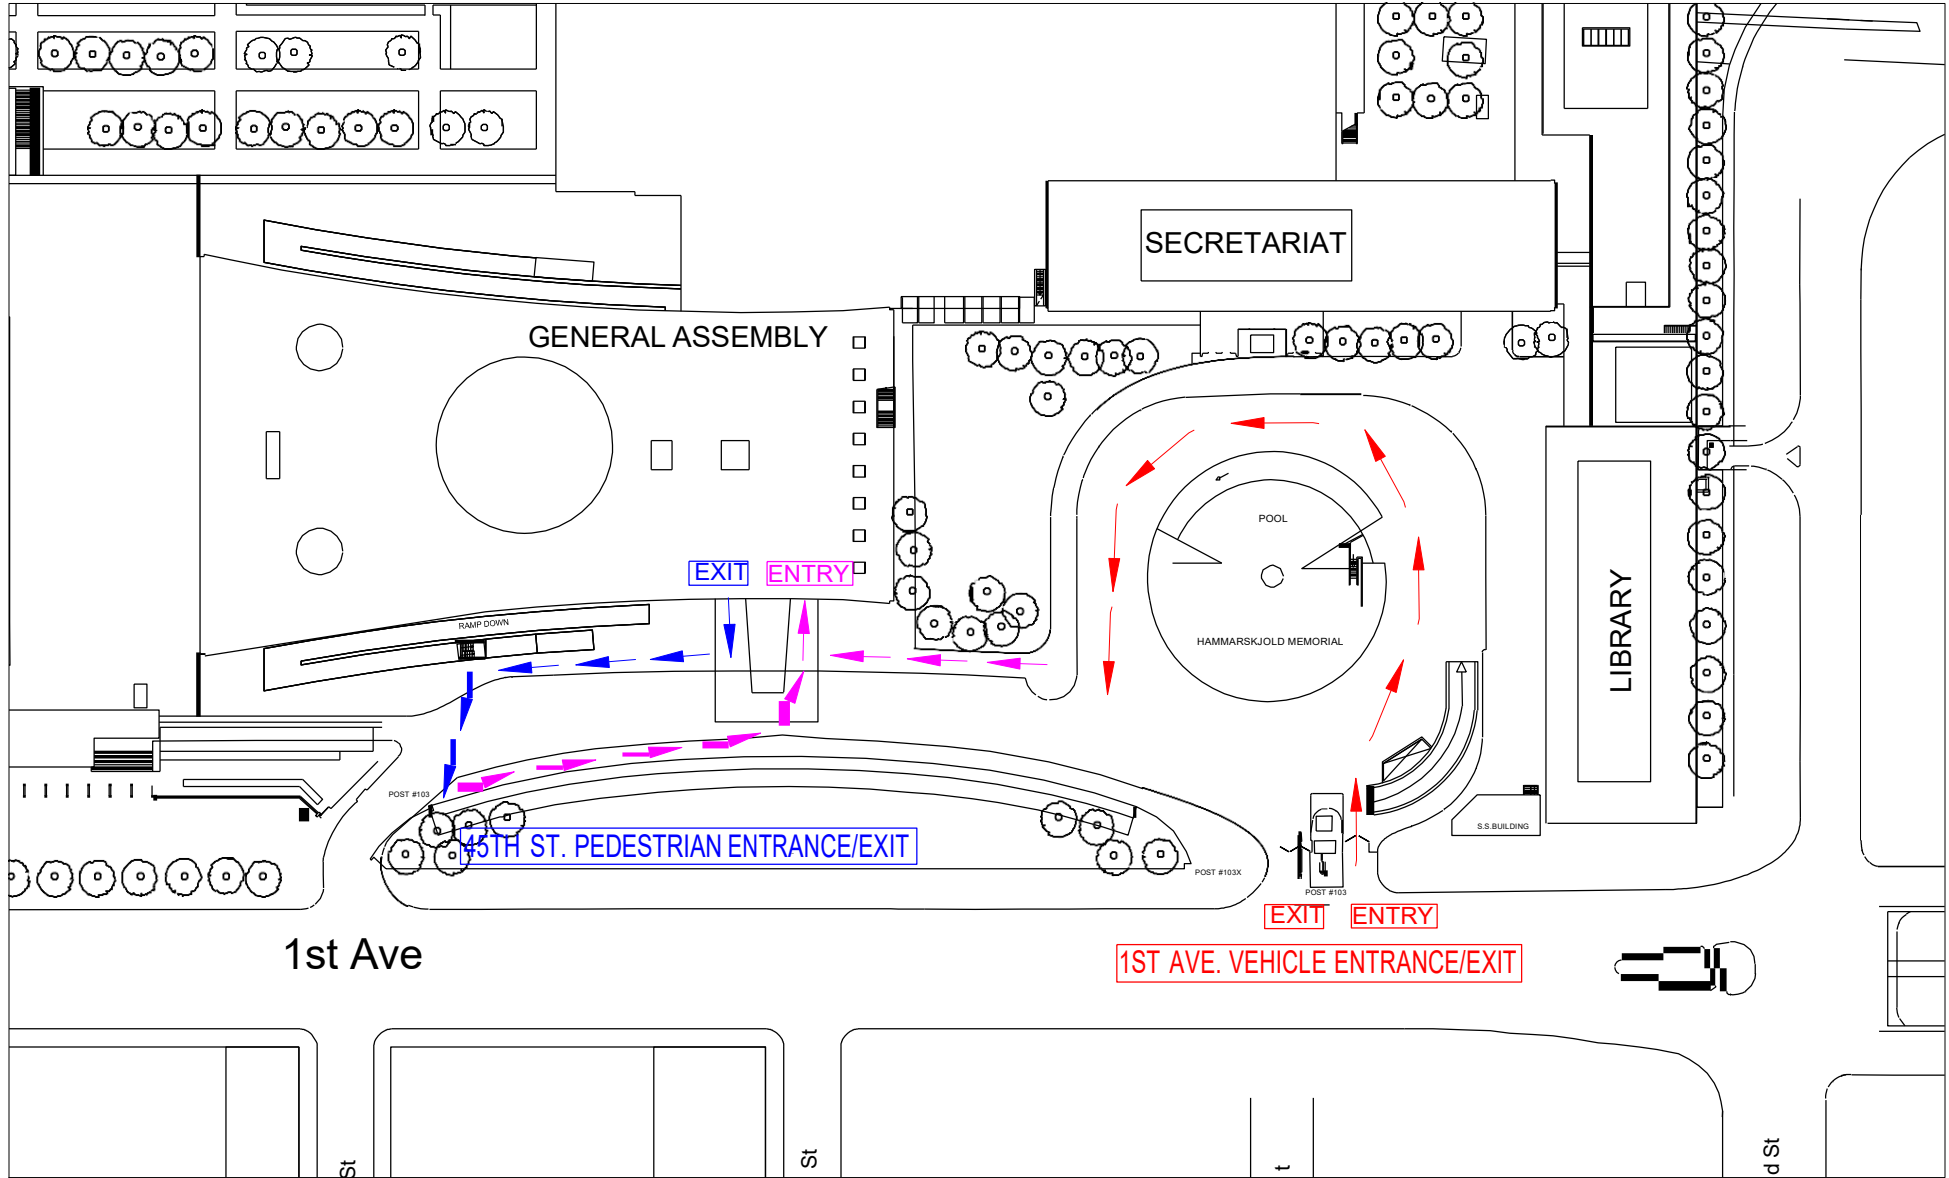 SECRETARIAT
GENERAL ASSEMBLY
POOL
EXIT
ENTRY
RAMP DOWN
HAMMARSKJOLD MEMORIAL
LIBRARY
POST #103
S.S.BUILDING
45TH ST. PEDESTRIAN ENTRANCE/EXIT
POST #103X
POST #103
EXIT
ENTRY
1st Ave
1ST AVE. VEHICLE ENTRANCE/EXIT
St
St
t
d St